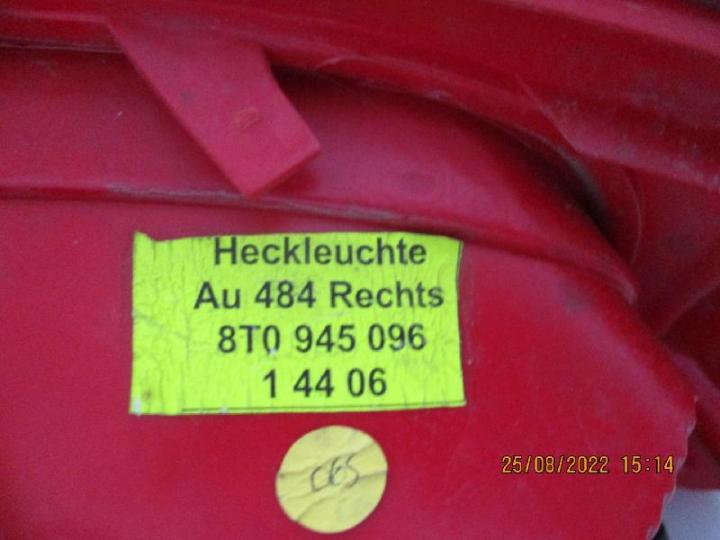 Heckleuchte
Au 484 Rechts
8T0 945 096
1 44 06
25/08/2022 15:14